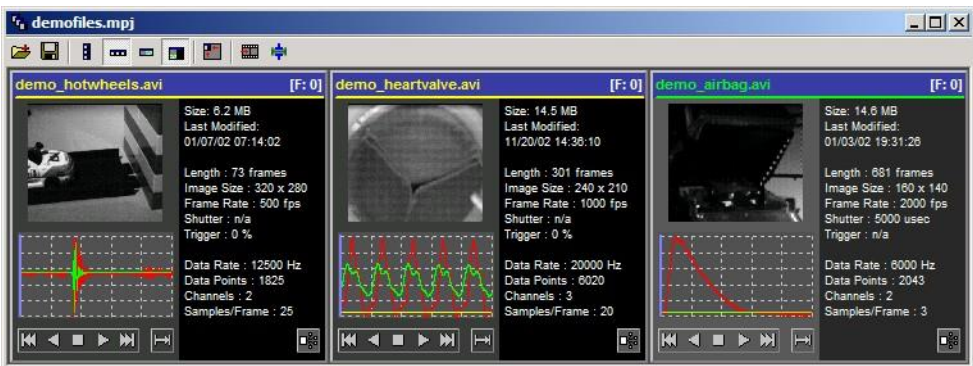 demofiles.mpj
demo_hotwheels.avi [F: 0]
Size: 6.2 MB
Last Modified:
01/07/02 07:14:02
Length : 73 frames
Image Size : 320 x 280
Frame Rate : 500 fps
Shutter : n/a
Trigger : 0 %
Data Rate : 12500 Hz
Data Points : 1825
Channels : 2
Samples/Frame : 25
demo_heartvalve.avi [F: 0]
Size: 14.5 MB
Last Modified:
11/20/02 14:36:10
Length : 301 frames
Image Size : 240 x 210
Frame Rate : 1000 fps
Shutter : n/a
Trigger : 0 %
Data Rate : 20000 Hz
Data Points : 6020
Channels : 3
Samples/Frame : 20
demo_airbag.avi [F: 0]
Size: 14.6 MB
Last Modified:
01/03/02 19:31:26
Length : 681 frames
Image Size : 160 x 140
Frame Rate : 2000 fps
Shutter : 5000 usec
Trigger : n/a
Data Rate : 6000 Hz
Data Points : 2043
Channels : 2
Samples/Frame : 3